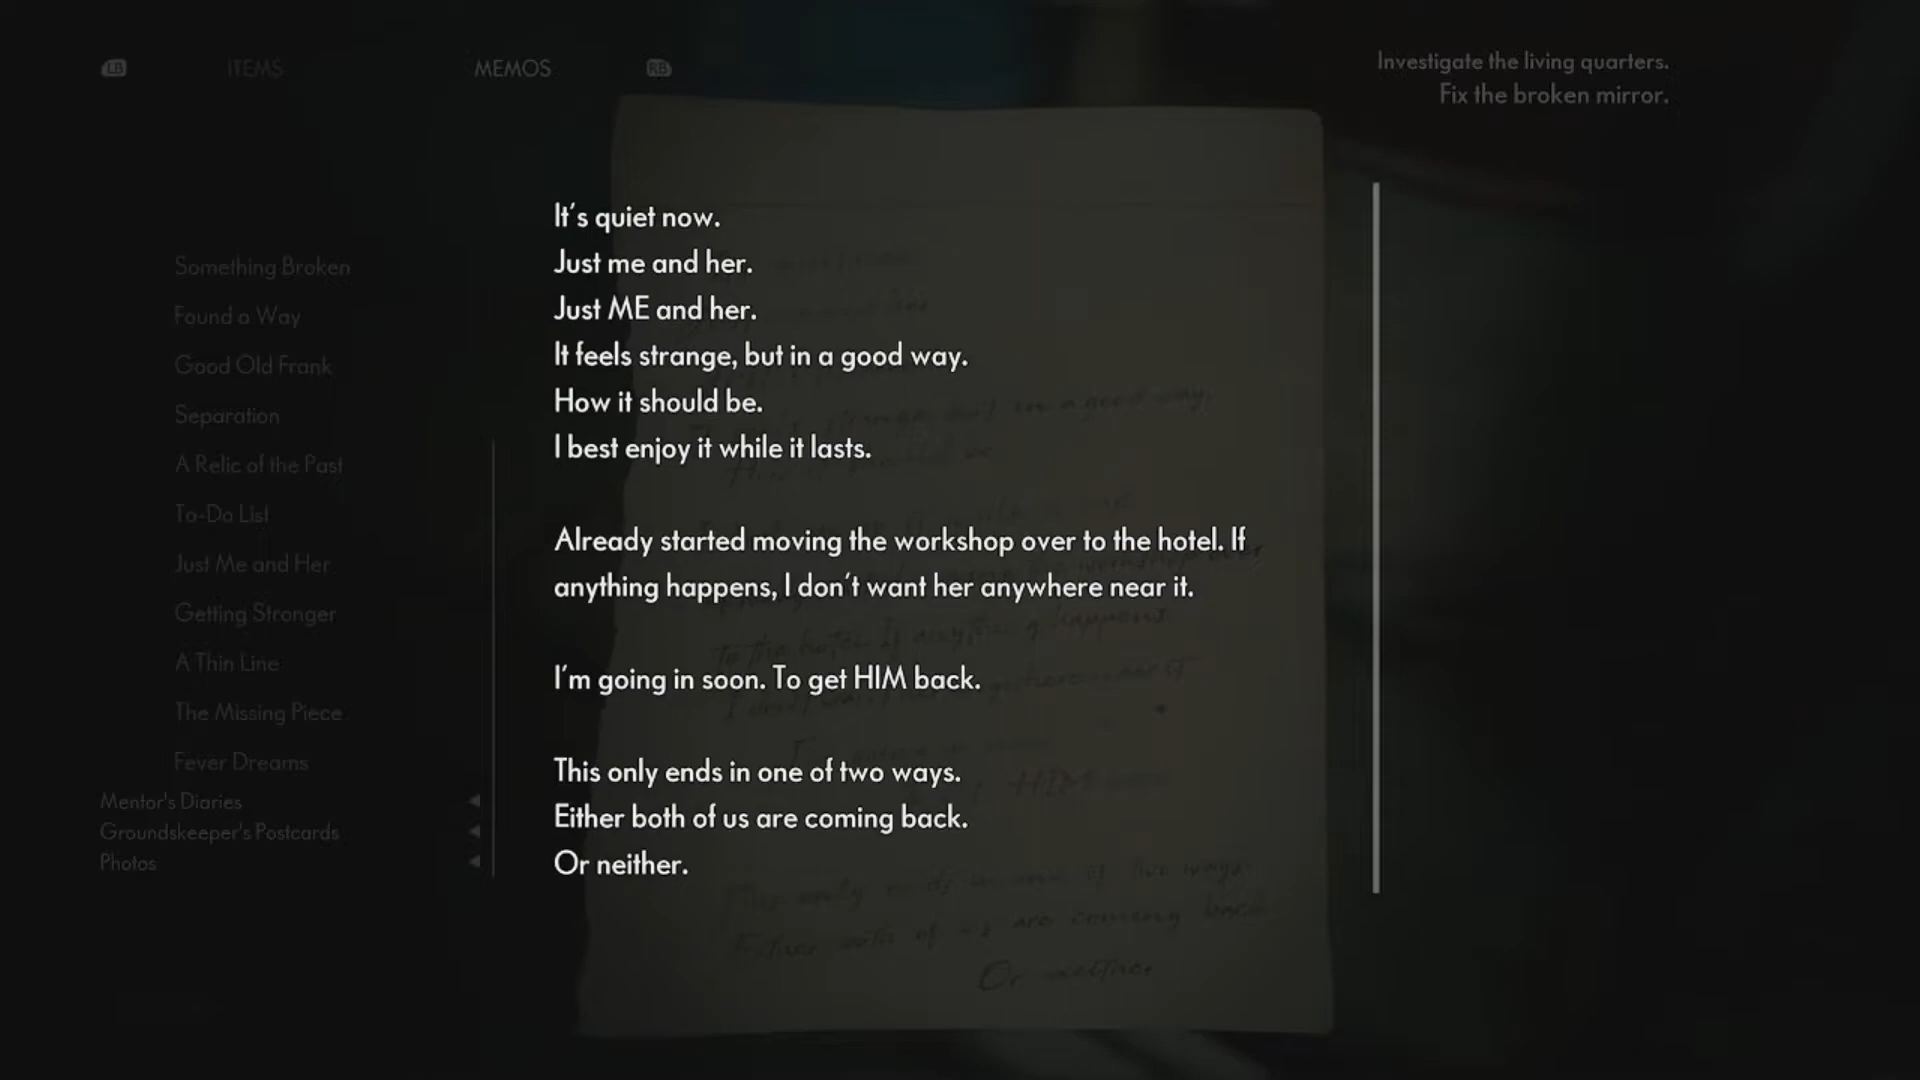 LB
ITEMS
MEMOS
RB
Investigate the living quarters.
Fix the broken mirror.
Something Broken
Found a Way
Good Old Frank
Separation
A Relic of the Past
To-Do List
Just Me and Her
Getting Stronger
A Thin Line
The Missing Piece
Fever Dreams
Mentor's Diaries
Groundskeeper's Postcards
Photos
It's quiet now.
Just me and her.
Just ME and her.
It feels strange, but in a good way.
How it should be.
I best enjoy it while it lasts.
Already started moving the workshop over to the hotel. If
anything happens, I don't want her anywhere near it.
I'm going in soon. To get HIM back.
This only ends in one of two ways.
Either both of us are coming back.
Or neither.